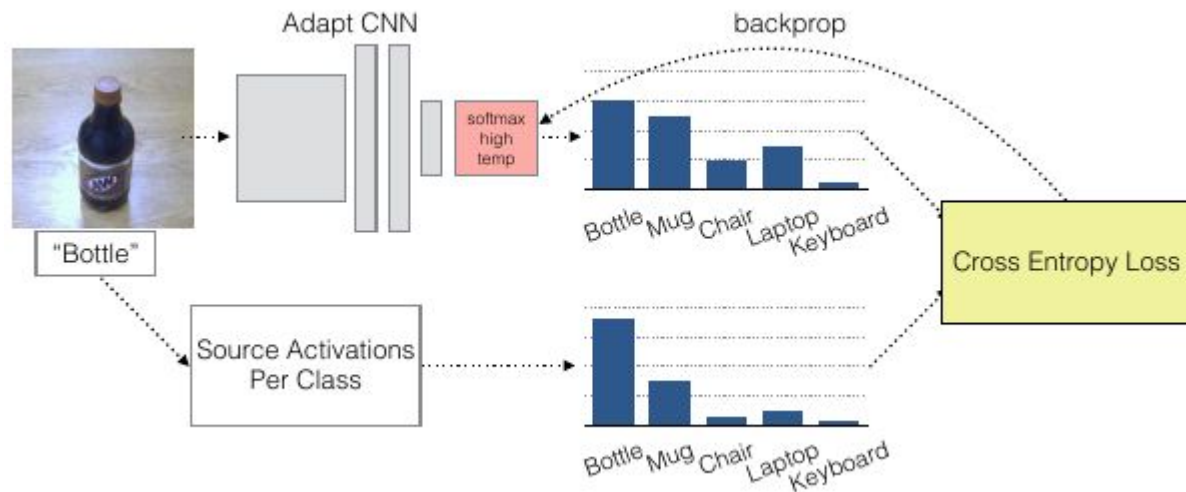 Adapt CNN
backprop
softmax
high
temp
Bottle
Mug
Chair
Laptop
Keyboard
"Bottle"
Cross Entropy Loss
Source Activations
Per Class
Bottle
Mug
Chair
Laptop
Keyboard
A&W